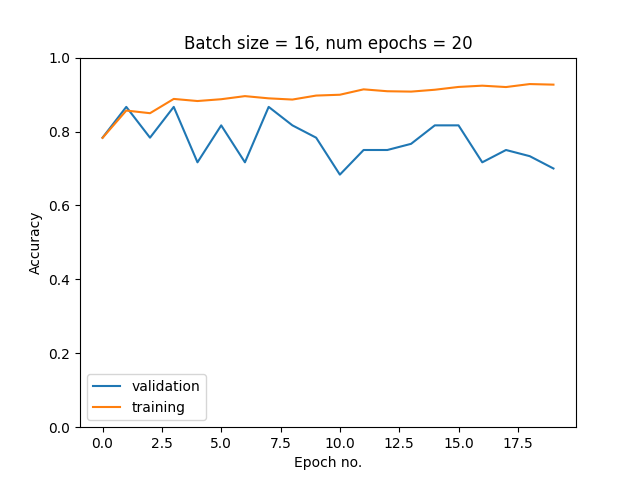 Batch size = 16, num epochs = 20
1.0
0.8
0.6
0.4
0.2
0.0
Accuracy
validation
training
0.0 2.5 5.0 7.5 10.0 12.5 15.0 17.5
Epoch no.